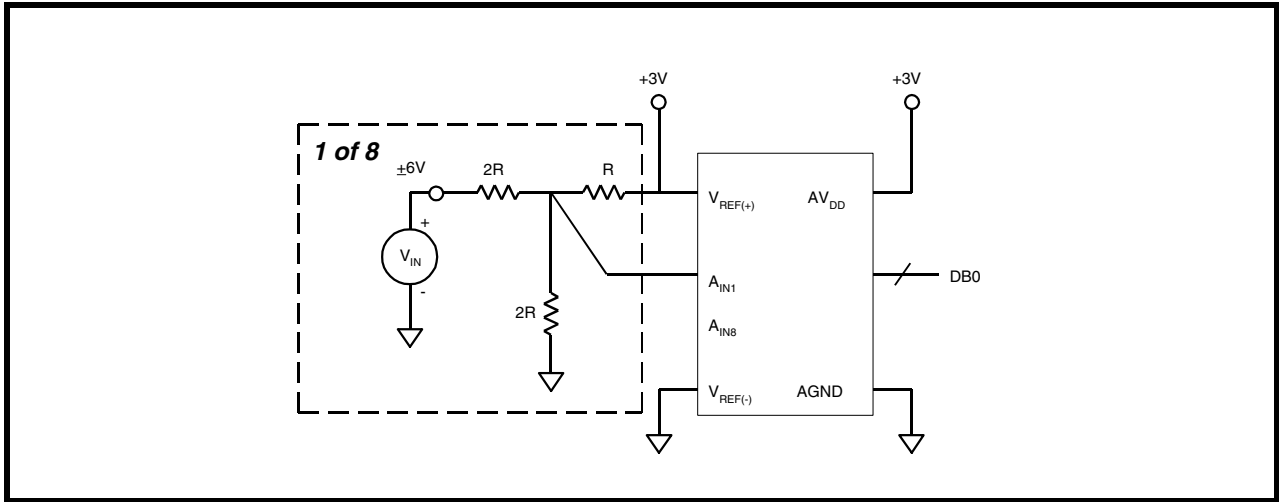 +3V
+3V
1 of 8
±6V
2R
R
VREF(+)
AVDD
+
VIN
-
AIN1
DB0
2R
AIN8
VREF(-)
AGND